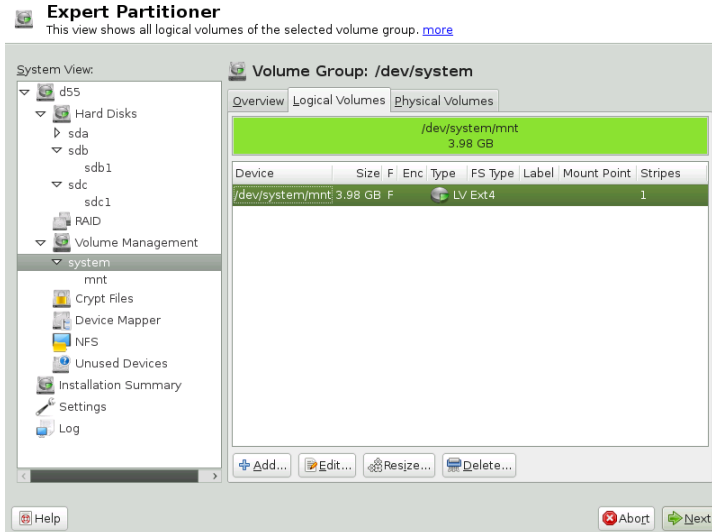 Expert Partitioner
This view shows all logical volumes of the selected volume group. more
System View:
d55
Hard Disks
sda
sdb
sdb1
sdc
sdc1
RAID
Volume Management
system
mnt
Crypt Files
Device Mapper
NFS
Unused Devices
Installation Summary
Settings
Log
Volume Group: /dev/system
Overview Logical Volumes Physical Volumes
/dev/system/mnt
3.98 GB
Device Size F Enc Type FS Type Label Mount Point Stripes
/dev/system/mnt 3.98 GB F LV Ext4 1
Add... Edit... Resize... Delete...
Help Abort Next